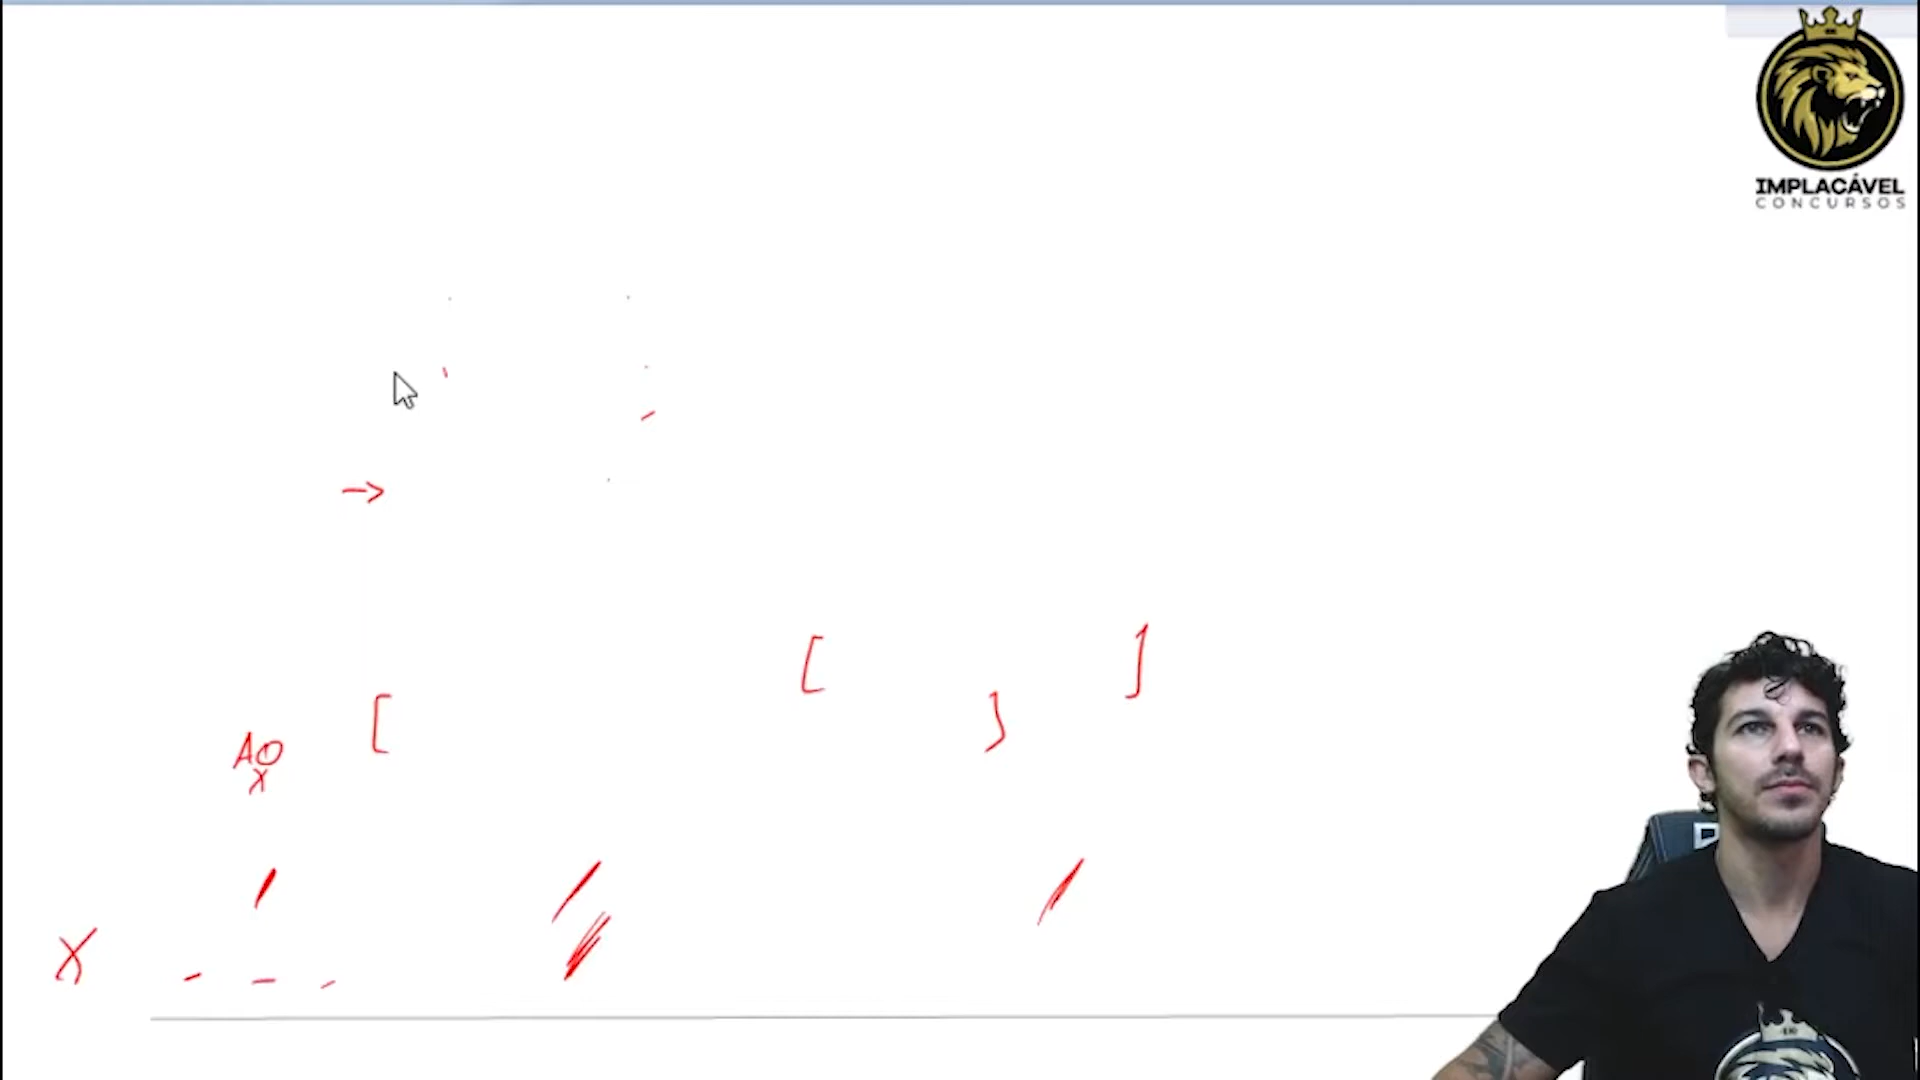 IMPLACÁVEL
CONCURSOS
→
[ ]
[ }
AO
X
X